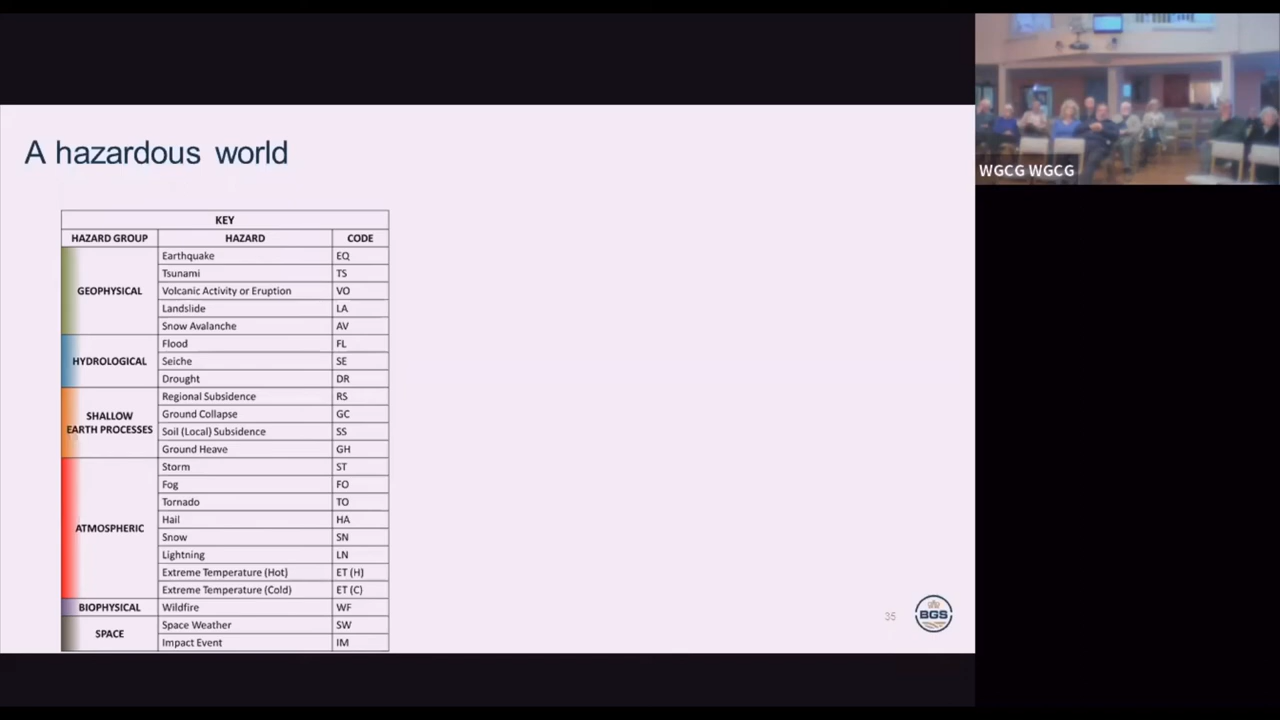 A hazardous world
KEY
HAZARD GROUP HAZARD CODE
GEOPHYSICAL
Earthquake EQ
Tsunami TS
Volcanic Activity or Eruption VO
Landslide LA
Snow Avalanche AV
HYDROLOGICAL
Flood FL
Seiche SE
Drought DR
SHALLOW
EARTH PROCESSES
Regional Subsidence RS
Ground Collapse GC
Soil (Local) Subsidence SS
Ground Heave GH
ATMOSPHERIC
Storm ST
Fog FO
Tornado TO
Hail HA
Snow SN
Lightning LN
Extreme Temperature (Hot) ET (H)
Extreme Temperature (Cold) ET (C)
BIOPHYSICAL
Wildfire WF
SPACE
Space Weather SW
Impact Event IM
35
BGS
WGCG WGCG